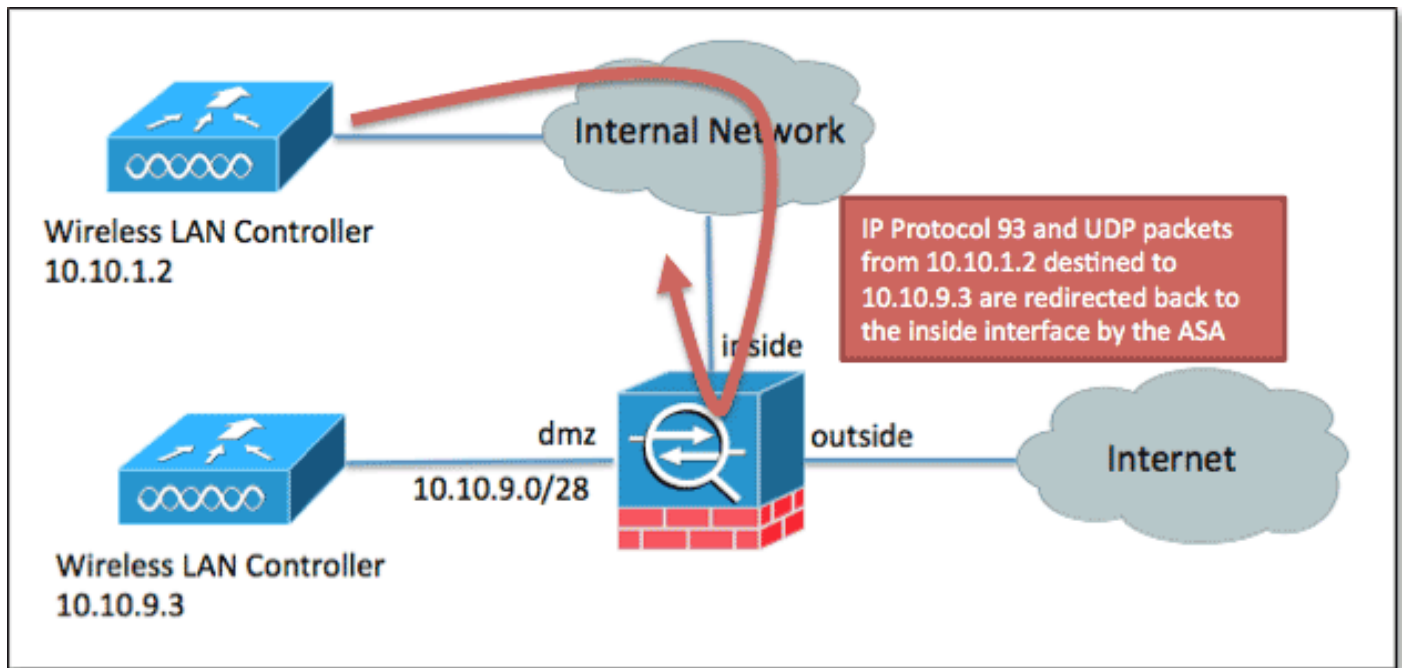 Internal Network
Wireless LAN Controller
10.10.1.2
IP Protocol 93 and UDP packets
from 10.10.1.2 destined to
10.10.9.3 are redirected back to
the inside interface by the ASA
inside
dmz
outside
10.10.9.0/28
Internet
Wireless LAN Controller
10.10.9.3